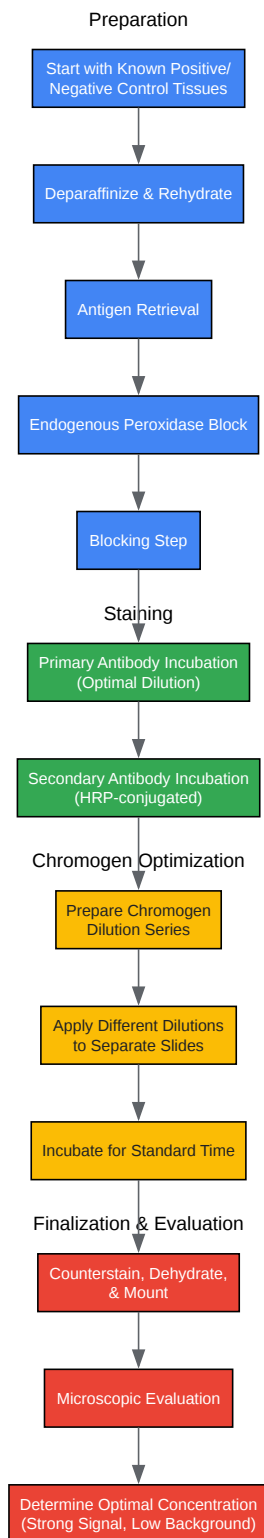 Preparation
Start with Known Positive/
Negative Control Tissues
Deparaffinize & Rehydrate
Antigen Retrieval
Endogenous Peroxidase Block
Blocking Step
Staining
Primary Antibody Incubation
(Optimal Dilution)
Secondary Antibody Incubation
(HRP-conjugated)
Chromogen Optimization
Prepare Chromogen
Dilution Series
Apply Different Dilutions
to Separate Slides
Incubate for Standard Time
Finalization & Evaluation
Counterstain, Dehydrate,
& Mount
Microscopic Evaluation
Determine Optimal Concentration
(Strong Signal, Low Background)